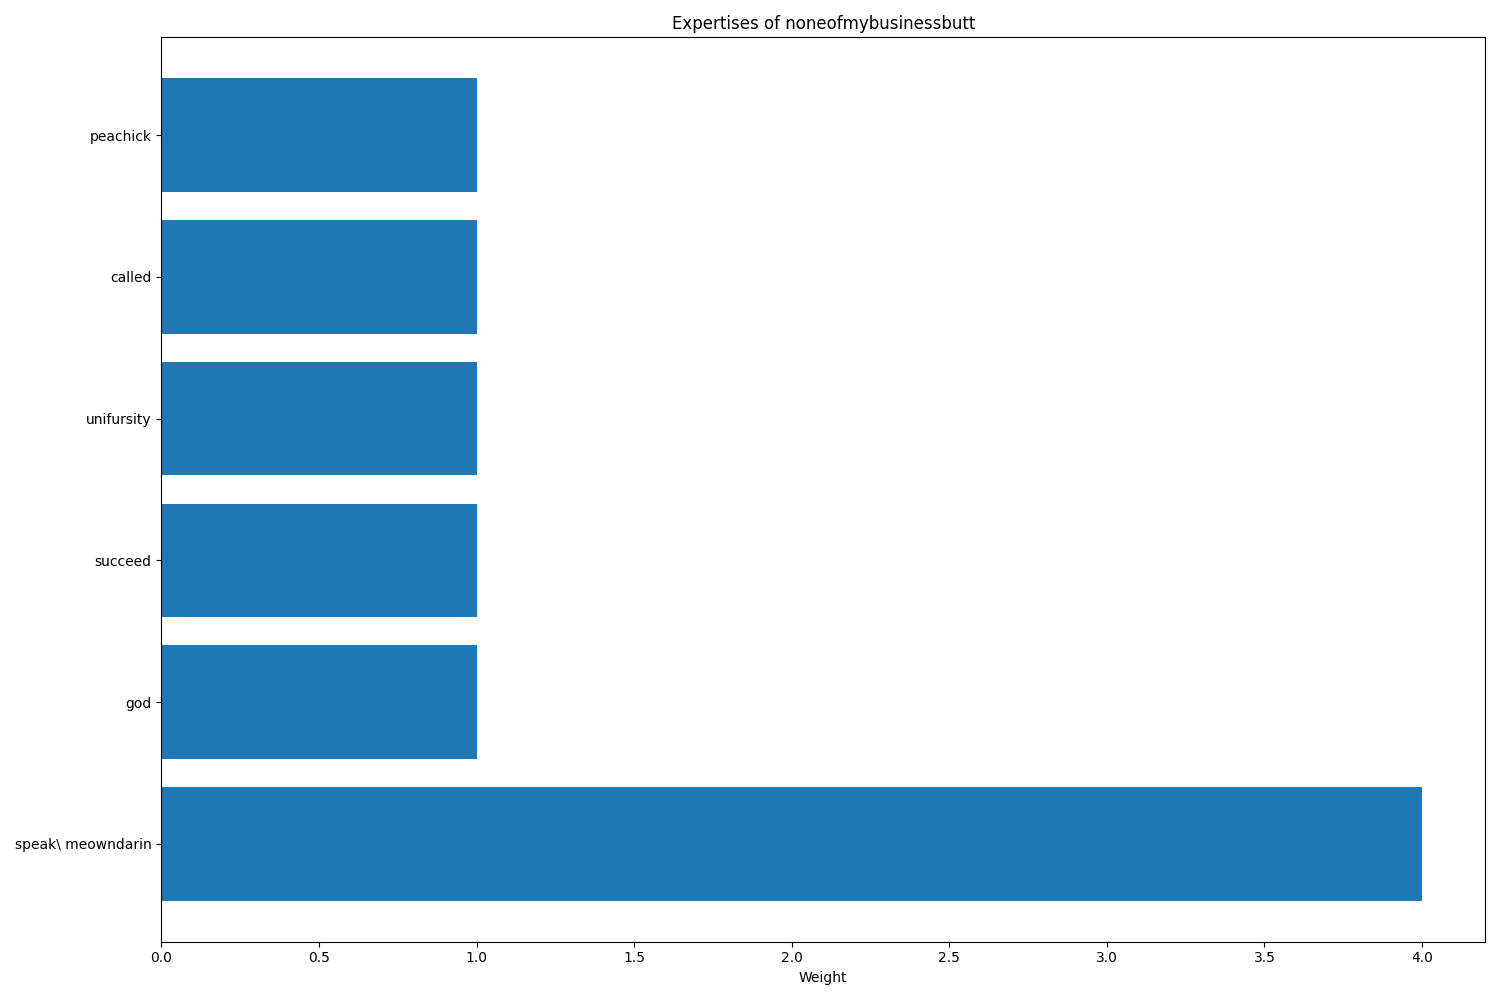 Expertises of noneofmybusinessbutt
peachick
called
unifursity
succeed
god
speak\ meowndarin
0.0 0.5 1.0 1.5 2.0 2.5 3.0 3.5 4.0
Weight